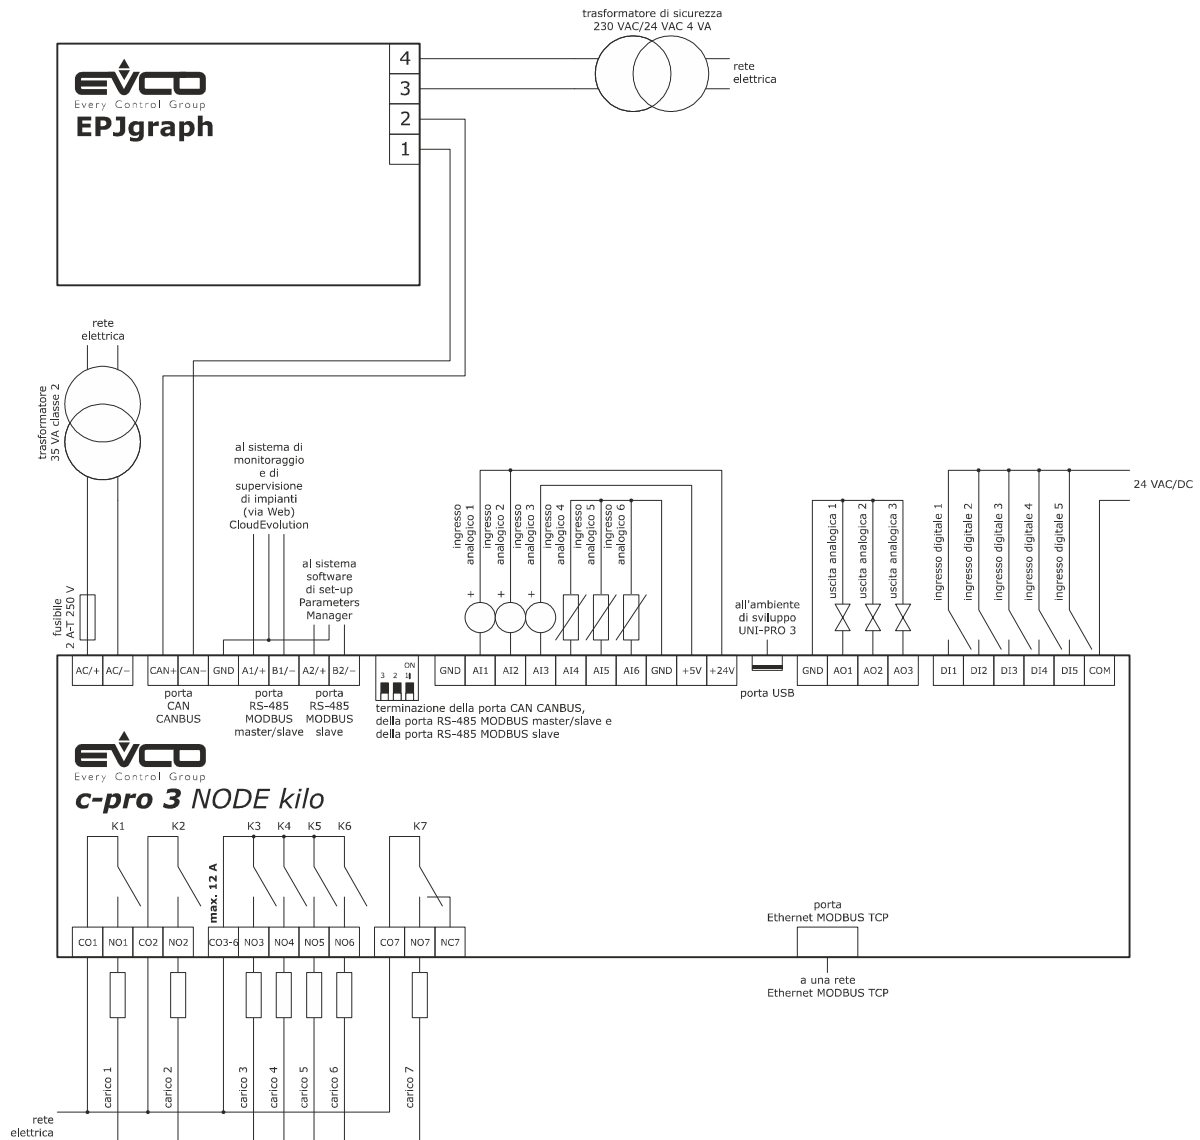 trasformatore di sicurezza
230 VAC/24 VAC 4 VA
rete
elettrica
EVCO
Every Control Group
EPJgraph
4
3
2
1
rete
elettrica
trasformatore
35 VA classe 2
fusibile
2 A-T 250 V
al sistema di
monitoraggio
e di
supervisione
di impianti
(via Web)
CloudEvolution
al sistema
software
di set-up
Parameters
Manager
ingresso
analogico 1
ingresso
analogico 2
ingresso
analogico 3
ingresso
analogico 4
ingresso
analogico 5
ingresso
analogico 6
+ + +
all'ambiente
di sviluppo
UNI-PRO 3
uscita analogica 1
uscita analogica 2
uscita analogica 3
ingresso digitale 1
ingresso digitale 2
ingresso digitale 3
ingresso digitale 4
ingresso digitale 5
24 VAC/DC
AC/+ AC/- CAN+ CAN- GND A1/+ B1/- A2/+ B2/- GND AI1 AI2 AI3 AI4 AI5 AI6 GND +5V +24V GND AO1 AO2 AO3 DI1 DI2 DI3 DI4 DI5 COM
ON
3 2 1
porta
CAN
CANBUS
porta
RS-485
MODBUS
master/slave
porta
RS-485
MODBUS
slave
terminazione della porta CAN CANBUS,
della porta RS-485 MODBUS master/slave e
della porta RS-485 MODBUS slave
porta USB
EVCO
Every Control Group
c-pro 3 NODE kilo
K1 K2 K3 K4 K5 K6 K7
max. 12 A
CO1 NO1 CO2 NO2 CO3-6 NO3 NO4 NO5 NO6 CO7 NO7 NC7
porta
Ethernet MODBUS TCP
a una rete
Ethernet MODBUS TCP
carico 1
carico 2
carico 3
carico 4
carico 5
carico 6
carico 7
rete
elettrica